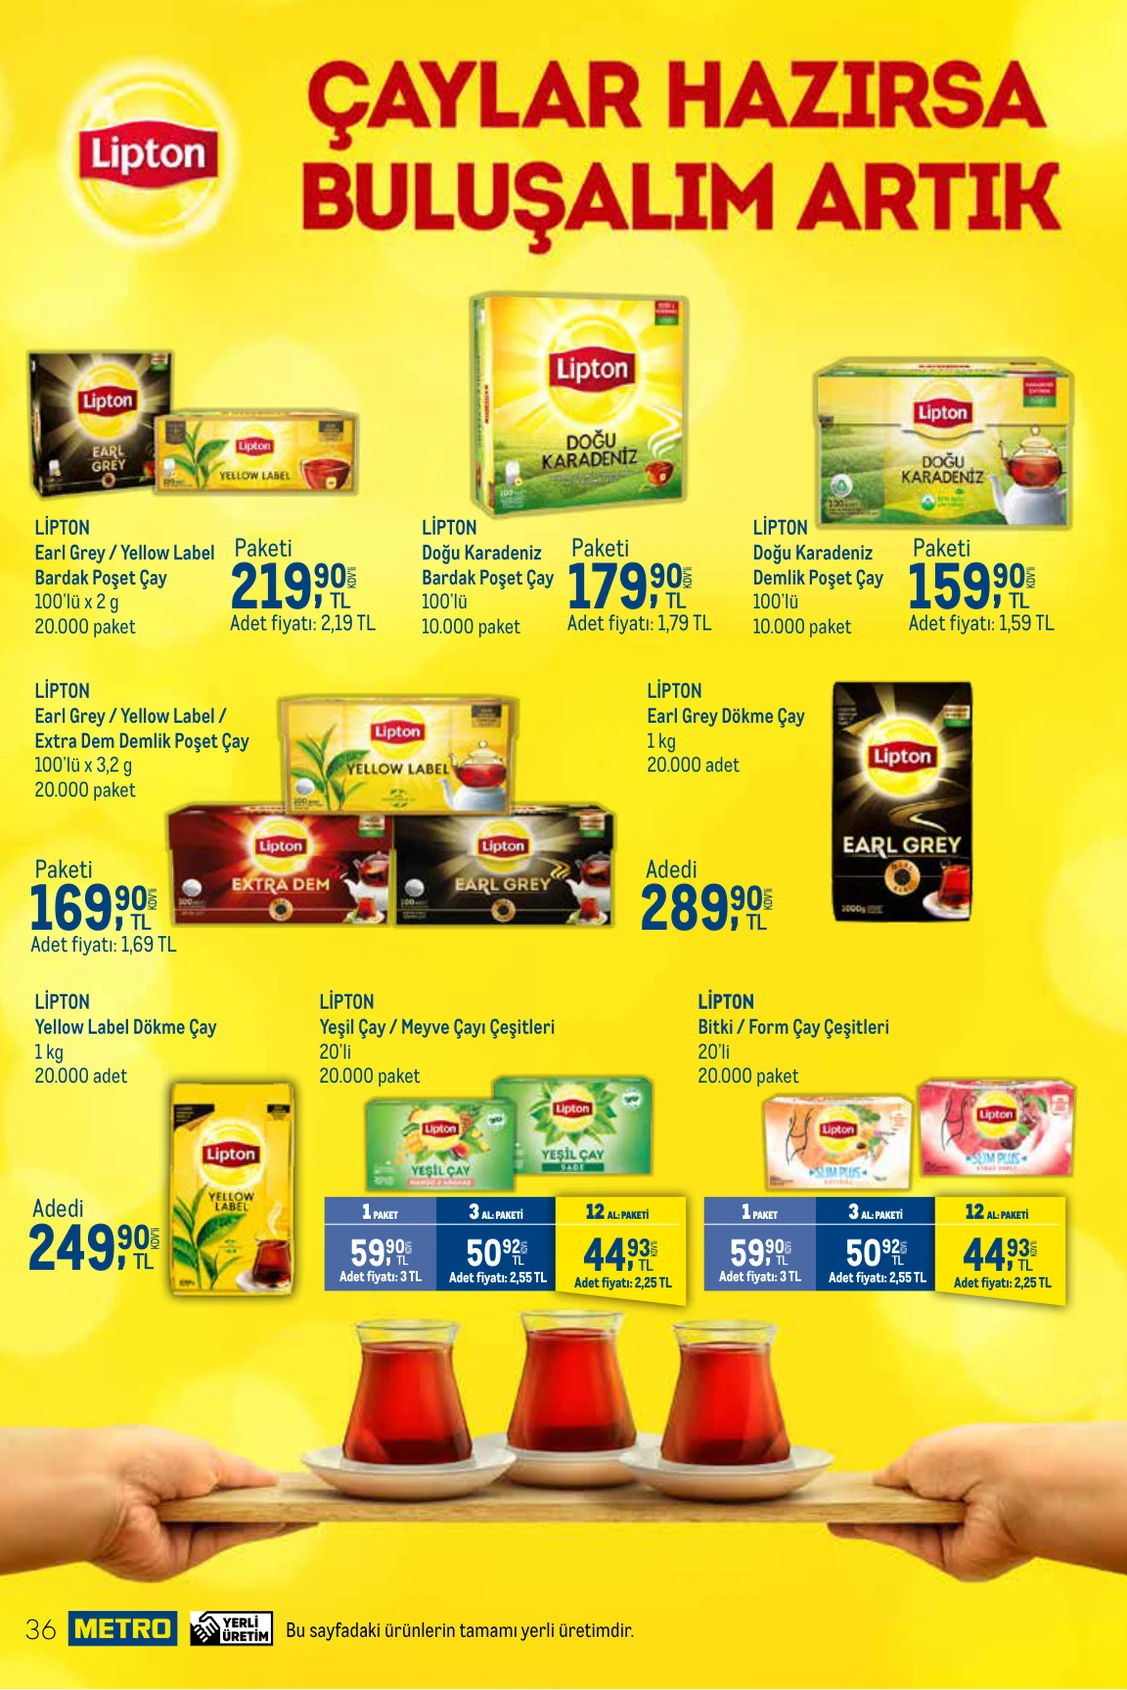 Lipton
ÇAYLAR HAZIRSA
BULUŞALIM ARTIK
Lipton
EARL
GREY
Lipton
YELLOW LABEL
Lipton
DOĞU
KARADENİZ
Lipton
DOĞU
KARADENİZ
LİPTON
Earl Grey / Yellow Label
Bardak Poşet Çay
100'lü x 2 g
20.000 paket
Paketi
219,90 TL KDV'li
Adet fiyatı: 2,19 TL
LİPTON
Doğu Karadeniz
Bardak Poşet Çay
100'lü
10.000 paket
Paketi
179,90 TL KDV'li
Adet fiyatı: 1,79 TL
LİPTON
Doğu Karadeniz
Demlik Poşet Çay
100'lü
10.000 paket
Paketi
159,90 TL KDV'li
Adet fiyatı: 1,59 TL
LİPTON
Earl Grey / Yellow Label /
Extra Dem Demlik Poşet Çay
100'lü x 3,2 g
20.000 paket
Paketi
169,90 TL KDV'li
Adet fiyatı: 1,69 TL
Lipton
YELLOW LABEL
Lipton
EXTRA DEM
Lipton
EARL GREY
LİPTON
Earl Grey Dökme Çay
1 kg
20.000 adet
Adedi
289,90 TL KDV'li
Lipton
EARL GREY
1000g
LİPTON
Yellow Label Dökme Çay
1 kg
20.000 adet
Adedi
249,90 TL KDV'li
Lipton
YELLOW
LABEL
LİPTON
Yeşil Çay / Meyve Çayı Çeşitleri
20'li
20.000 paket
Lipton
YEŞİL ÇAY
MANGO & ANANAS
Lipton
YEŞİL ÇAY
SADE
1 PAKET
59,90 TL KDV'li
Adet fiyatı: 3 TL
3 AL: PAKETİ
50,92 TL KDV'li
Adet fiyatı: 2,55 TL
12 AL: PAKETİ
44,93 TL KDV'li
Adet fiyatı: 2,25 TL
LİPTON
Bitki / Form Çay Çeşitleri
20'li
20.000 paket
Lipton
SLIM PLUS
Lipton
SLIM PLUS
1 PAKET
59,90 TL KDV'li
Adet fiyatı: 3 TL
3 AL: PAKETİ
50,92 TL KDV'li
Adet fiyatı: 2,55 TL
12 AL: PAKETİ
44,93 TL KDV'li
Adet fiyatı: 2,25 TL
36
METRO
YERLİ
ÜRETİM
Bu sayfadaki ürünlerin tamamı yerli üretimdir.